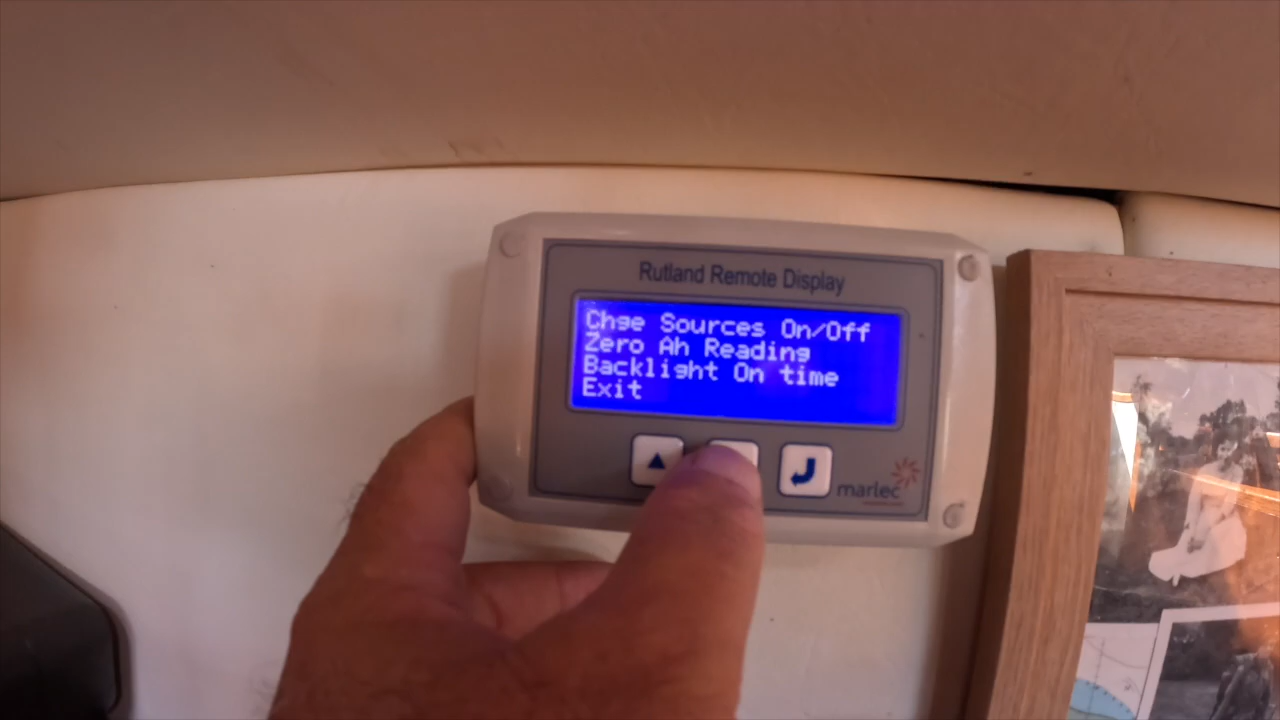 Rutland Remote Display
Chge Sources On/Off
Zero Ah Reading
Backlight On time
Exit
marlec